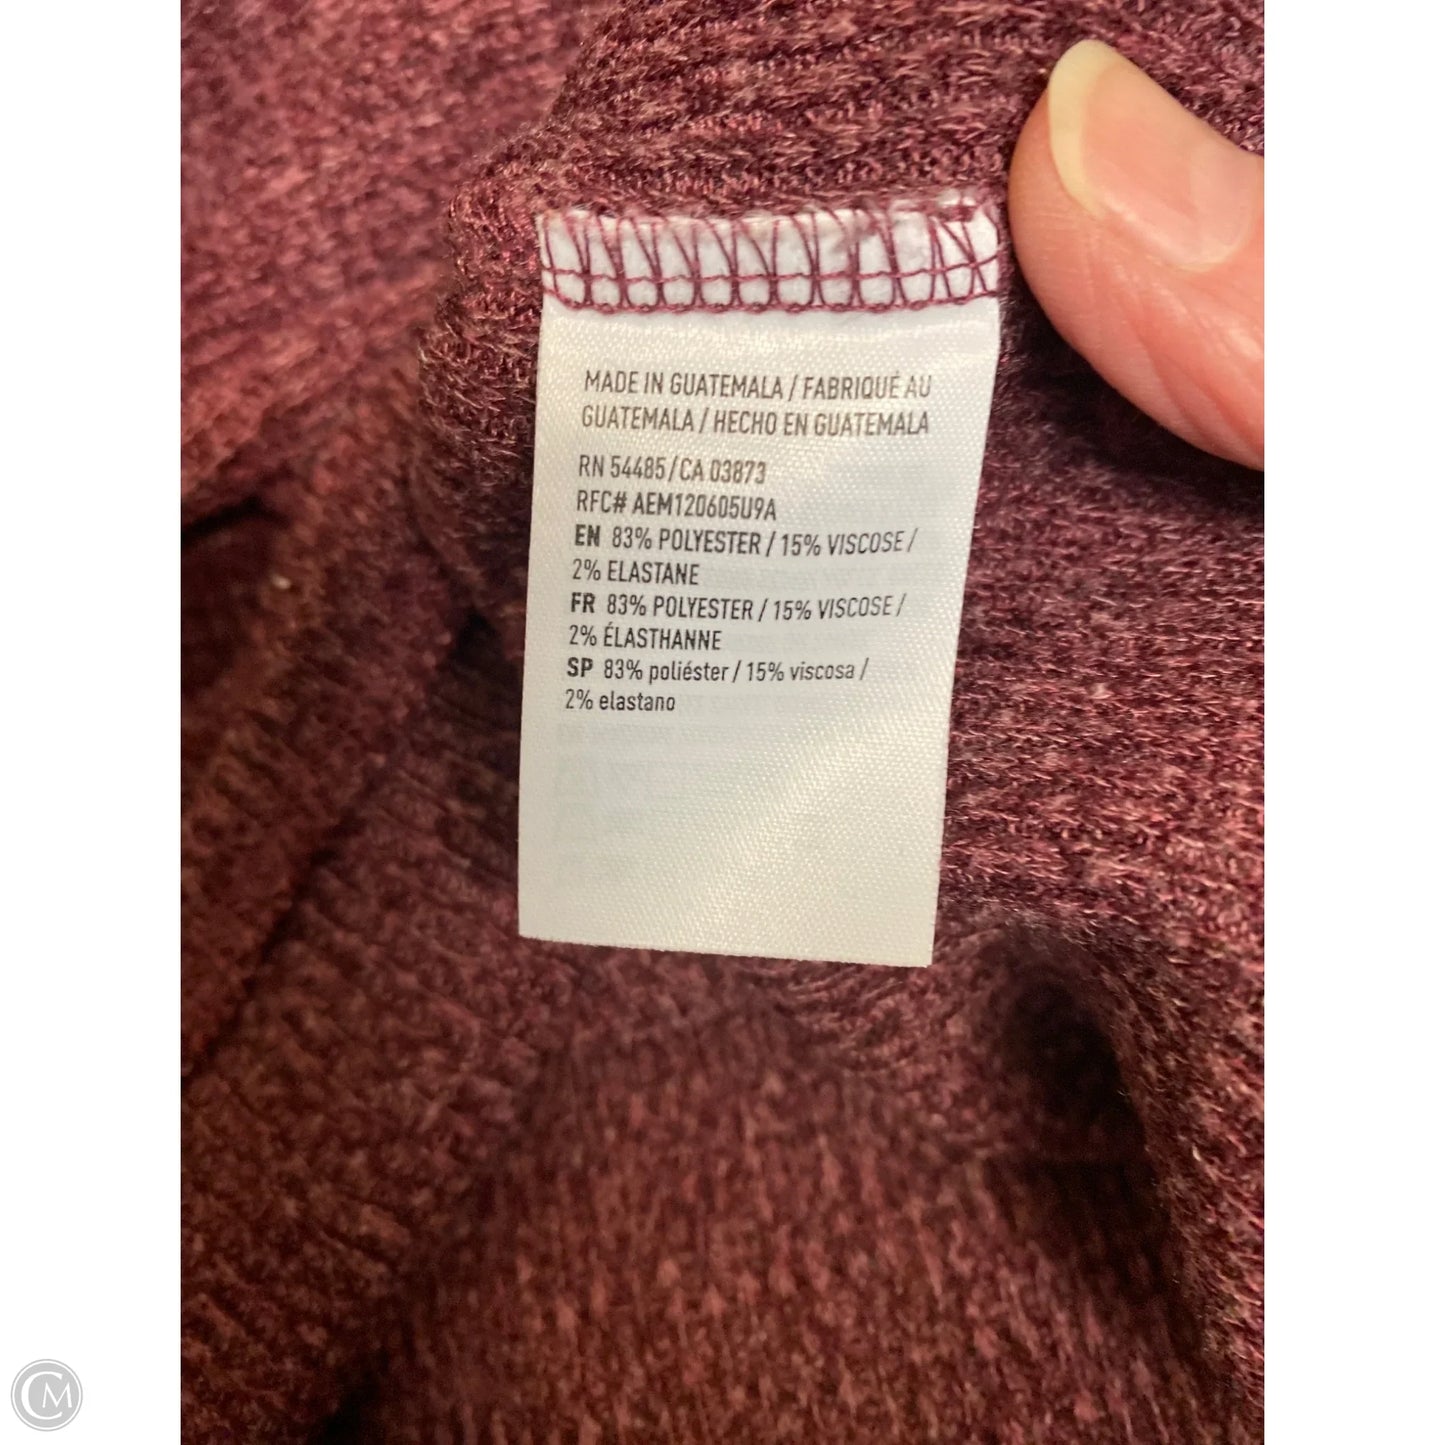 MADE IN GUATEMALA / FABRIQUÉ AU
GUATEMALA / HECHO EN GUATEMALA
RN 54485 / CA 03873
RFC# AEM120605U9A
EN 83% POLYESTER / 15% VISCOSE /
2% ELASTANE
FR 83% POLYESTER / 15% VISCOSE /
2% ÉLASTHANNE
SP 83% poliéster / 15% viscosa /
2% elastano
CM